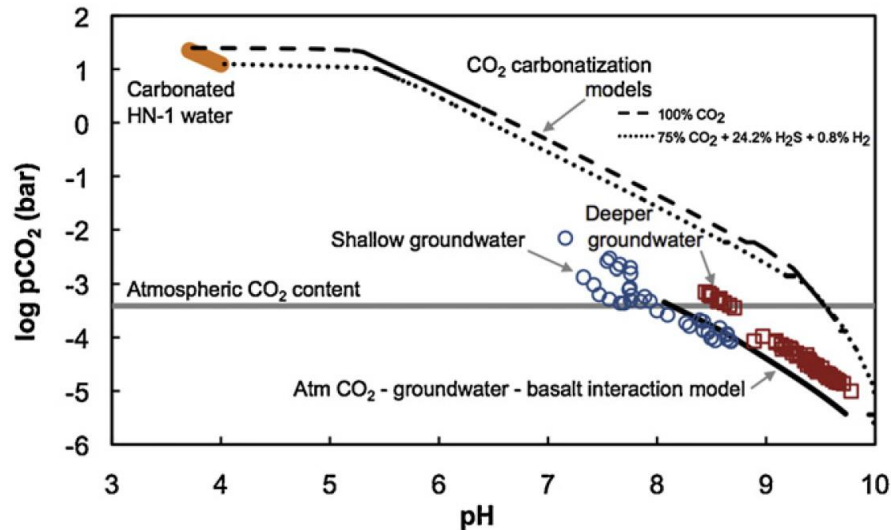 2
1
0
-1
-2
-3
-4
-5
-6
log pCO₂ (bar)
Carbonated
HN-1 water
CO₂ carbonatization
models
100% CO₂
75% CO₂ + 24.2% H₂S + 0.8% H₂
Deeper
groundwater
Shallow groundwater
Atmospheric CO₂ content
Atm CO₂ - groundwater - basalt interaction model
3 4 5 6 7 8 9 10
pH